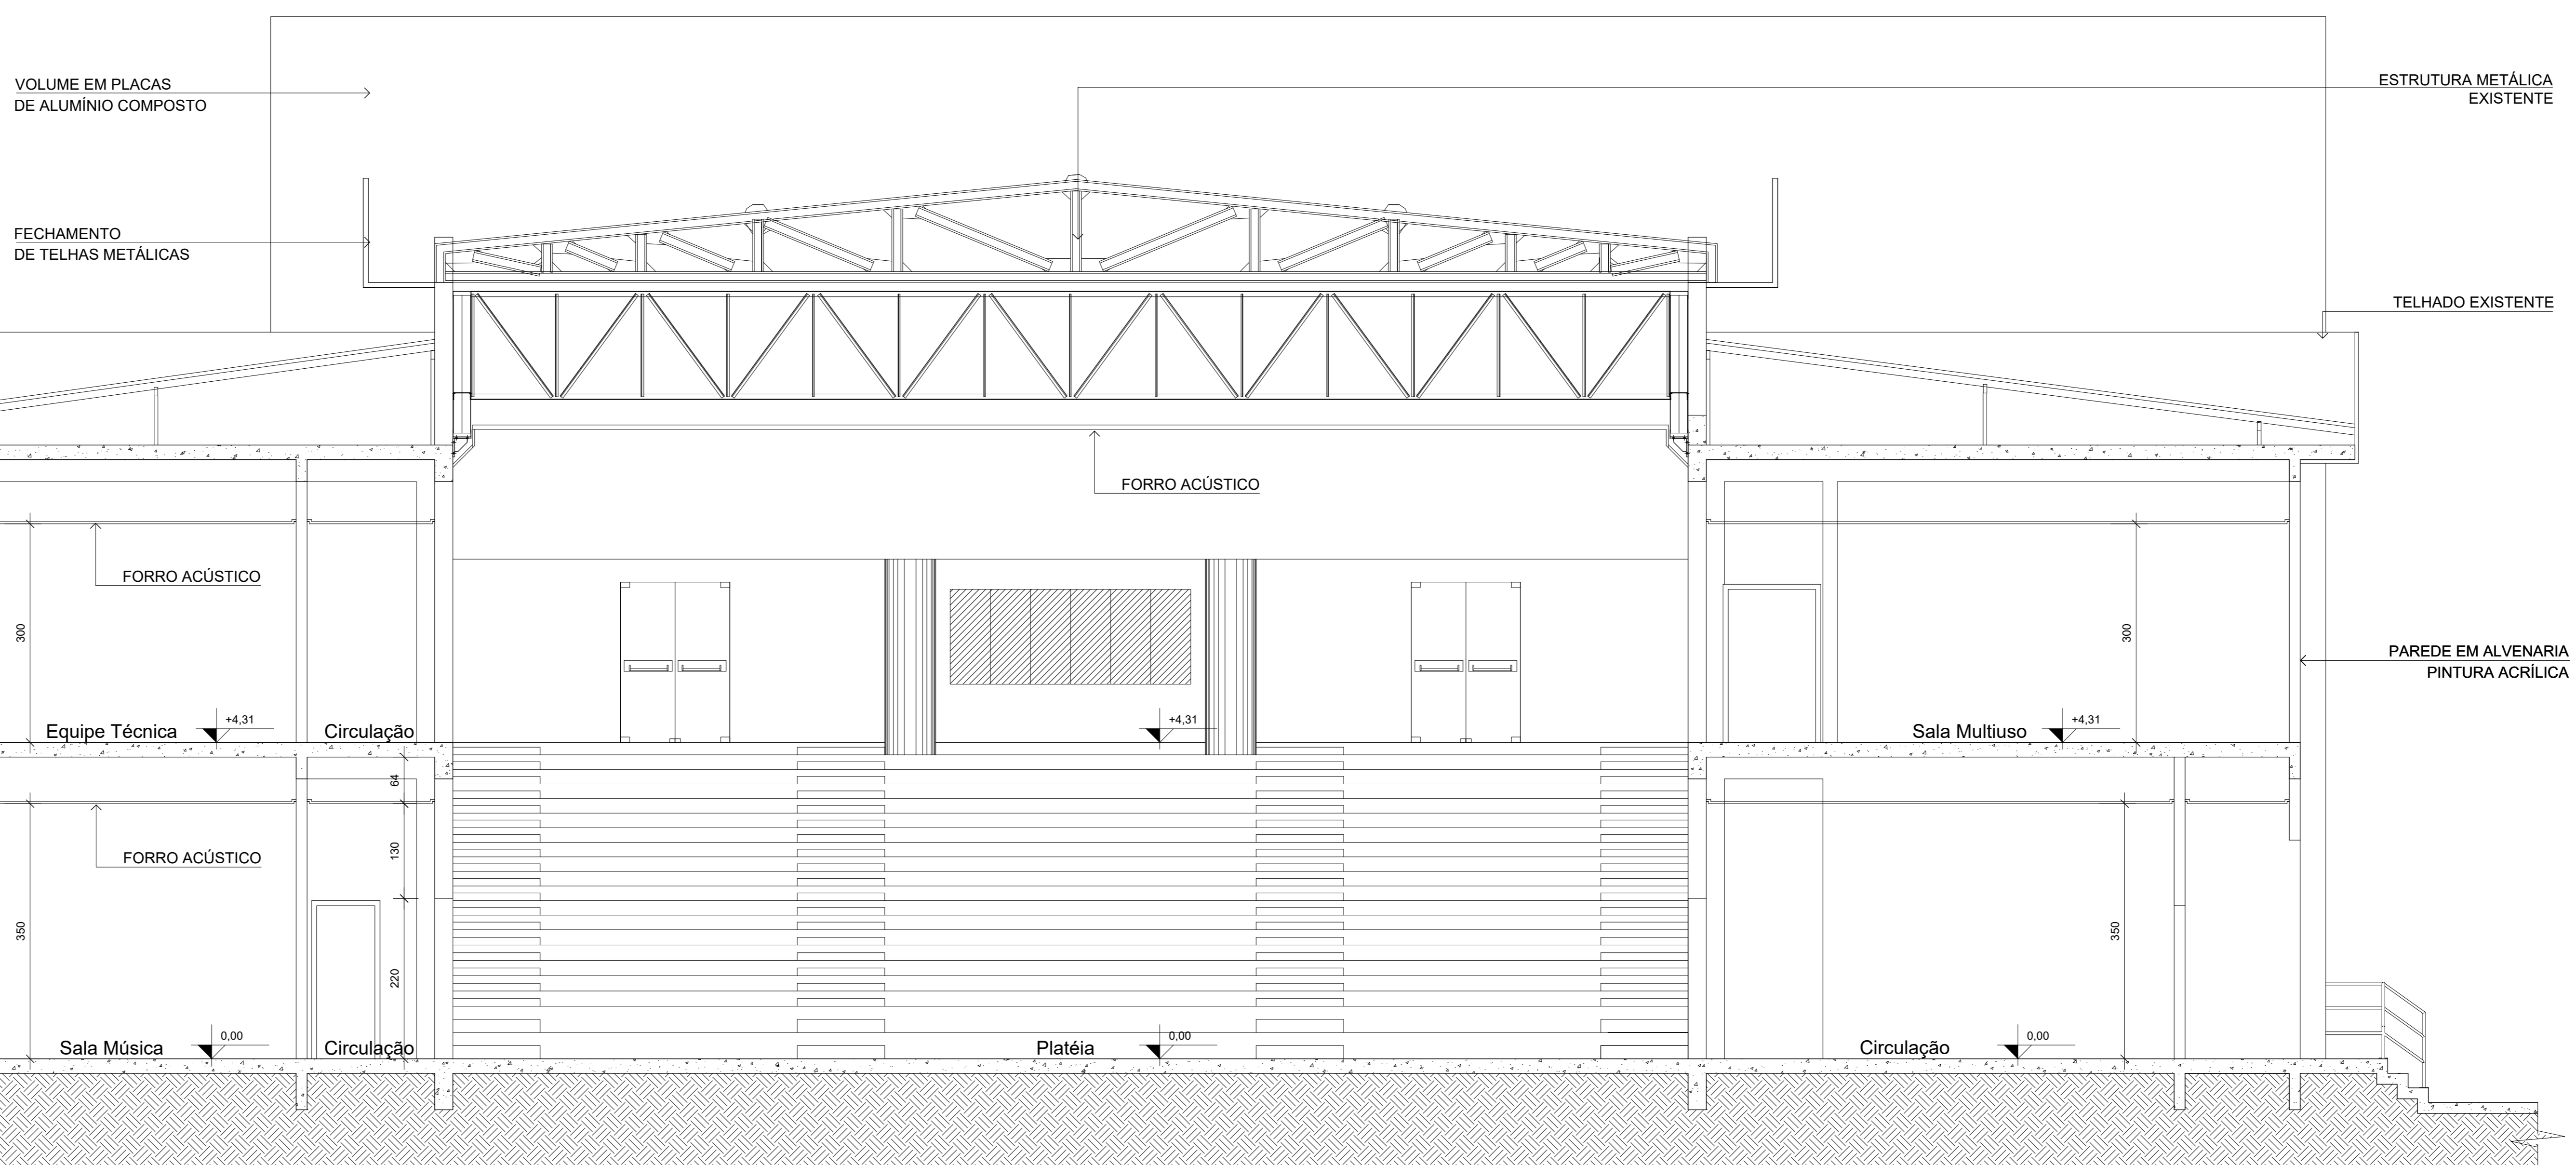 VOLUME EM PLACAS
DE ALUMÍNIO COMPOSTO
ESTRUTURA METÁLICA
EXISTENTE
FECHAMENTO
DE TELHAS METÁLICAS
TELHADO EXISTENTE
FORRO ACÚSTICO
FORRO ACÚSTICO
300
300
PAREDE EM ALVENARIA
PINTURA ACRÍLICA
Equipe Técnica
+4,31
Circulação
+4,31
Sala Multiuso
+4,31
64
FORRO ACÚSTICO
130
350
220
350
Sala Música
0,00
Circulação
Platéia
0,00
Circulação
0,00